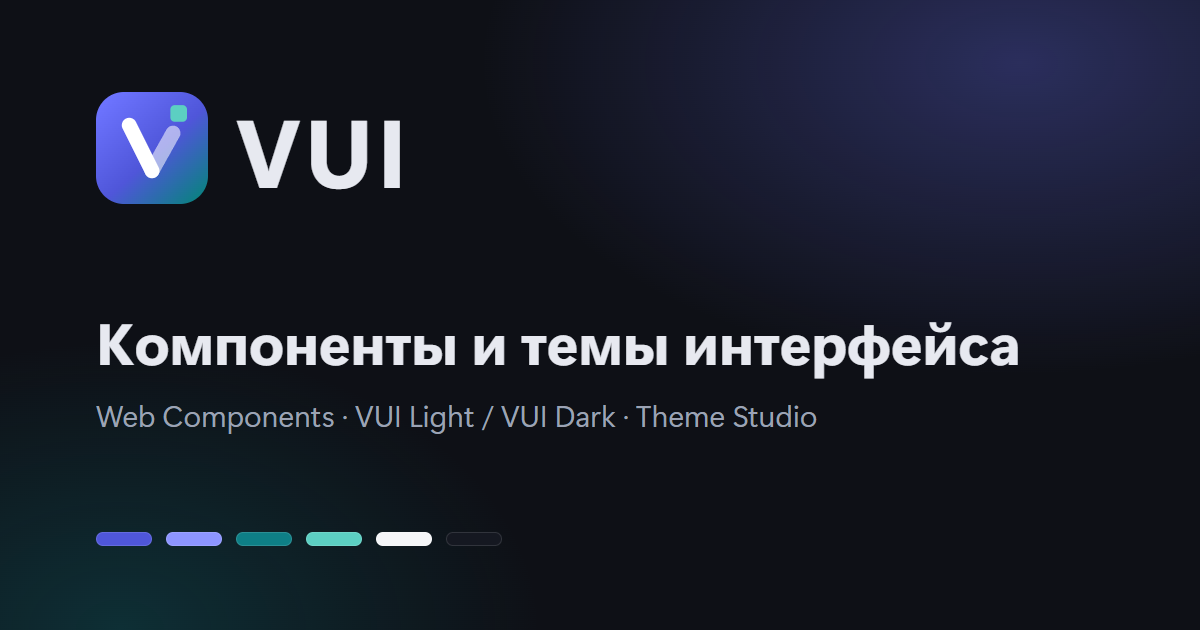 VUI
Компоненты и темы интерфейса
Web Components · VUI Light / VUI Dark · Theme Studio